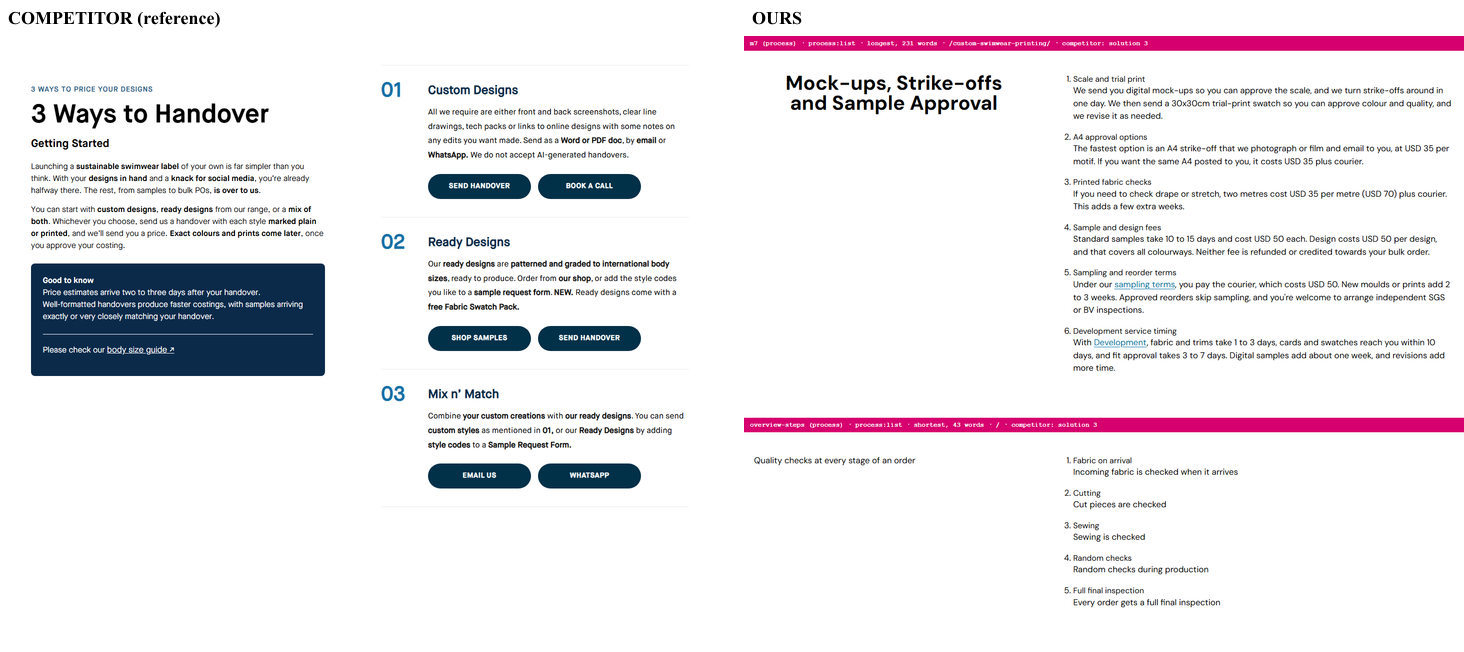 COMPETITOR (reference)
3 WAYS TO PRICE YOUR DESIGNS
3 Ways to Handover
Getting Started
Launching a sustainable swimwear label of your own is far simpler than you
think. With your designs in hand and a knack for social media, you're already
halfway there. The rest, from samples to bulk POs, is over to us.
You can start with custom designs, ready designs from our range, or a mix of
both. Whichever you choose, send us a handover with each style marked plain
or printed, and we'll send you a price. Exact colours and prints come later, once
you approve your costing.
Good to know
Price estimates arrive two to three days after your handover.
Well-formatted handovers produce faster costings, with samples arriving
exactly or very closely matching your handover.
Please check our body size guide ↗
01
Custom Designs
All we require are either front and back screenshots, clear line
drawings, tech packs or links to online designs with some notes on
any edits you want made. Send as a Word or PDF doc, by email or
WhatsApp. We do not accept AI-generated handovers.
SEND HANDOVER
BOOK A CALL
02
Ready Designs
Our ready designs are patterned and graded to international body
sizes, ready to produce. Order from our shop, or add the style codes
you like to a sample request form. NEW. Ready designs come with a
free Fabric Swatch Pack.
SHOP SAMPLES
SEND HANDOVER
03
Mix n' Match
Combine your custom creations with our ready designs. You can send
custom styles as mentioned in 01, or our Ready Designs by adding
style codes to a Sample Request Form.
EMAIL US
WHATSAPP
OURS
m7 (process) · process:list · longest, 231 words · /custom-swimwear-printing/ · competitor: solution 3
Mock-ups, Strike-offs
and Sample Approval
1. Scale and trial print
We send you digital mock-ups so you can approve the scale, and we turn strike-offs around in
one day. We then send a 30x30cm trial-print swatch so you can approve colour and quality, and
we revise it as needed.
2. A4 approval options
The fastest option is an A4 strike-off that we photograph or film and email to you, at USD 35 per
motif. If you want the same A4 posted to you, it costs USD 35 plus courier.
3. Printed fabric checks
If you need to check drape or stretch, two metres cost USD 35 per metre (USD 70) plus courier.
This adds a few extra weeks.
4. Sample and design fees
Standard samples take 10 to 15 days and cost USD 50 each. Design costs USD 50 per design,
and that covers all colourways. Neither fee is refunded or credited towards your bulk order.
5. Sampling and reorder terms
Under our sampling terms, you pay the courier, which costs USD 50. New moulds or prints add 2
to 3 weeks. Approved reorders skip sampling, and you're welcome to arrange independent SGS
or BV inspections.
6. Development service timing
With Development, fabric and trims take 1 to 3 days, cards and swatches reach you within 10
days, and fit approval takes 3 to 7 days. Digital samples add about one week, and revisions add
more time.
overview-steps (process) · process:list · shortest, 43 words · / · competitor: solution 3
Quality checks at every stage of an order
1. Fabric on arrival
Incoming fabric is checked when it arrives
2. Cutting
Cut pieces are checked
3. Sewing
Sewing is checked
4. Random checks
Random checks during production
5. Full final inspection
Every order gets a full final inspection